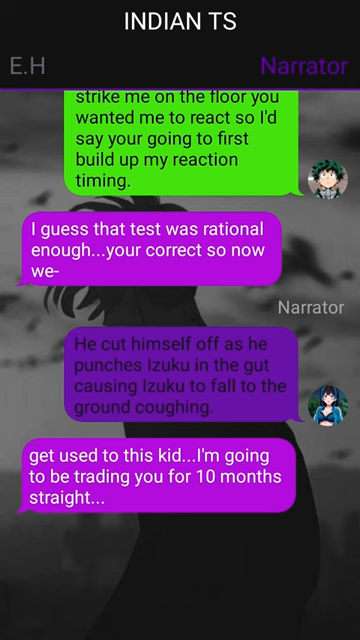 INDIAN TS
E.H
Narrator
strike me on the floor you
wanted me to react so I'd
say your going to first
build up my reaction
timing.
I guess that test was rational
enough...your correct so now
we-
Narrator
He cut himself off as he
punches Izuku in the gut
causing Izuku to fall to the
ground coughing.
get used to this kid...I'm going
to be trading you for 10 months
straight...